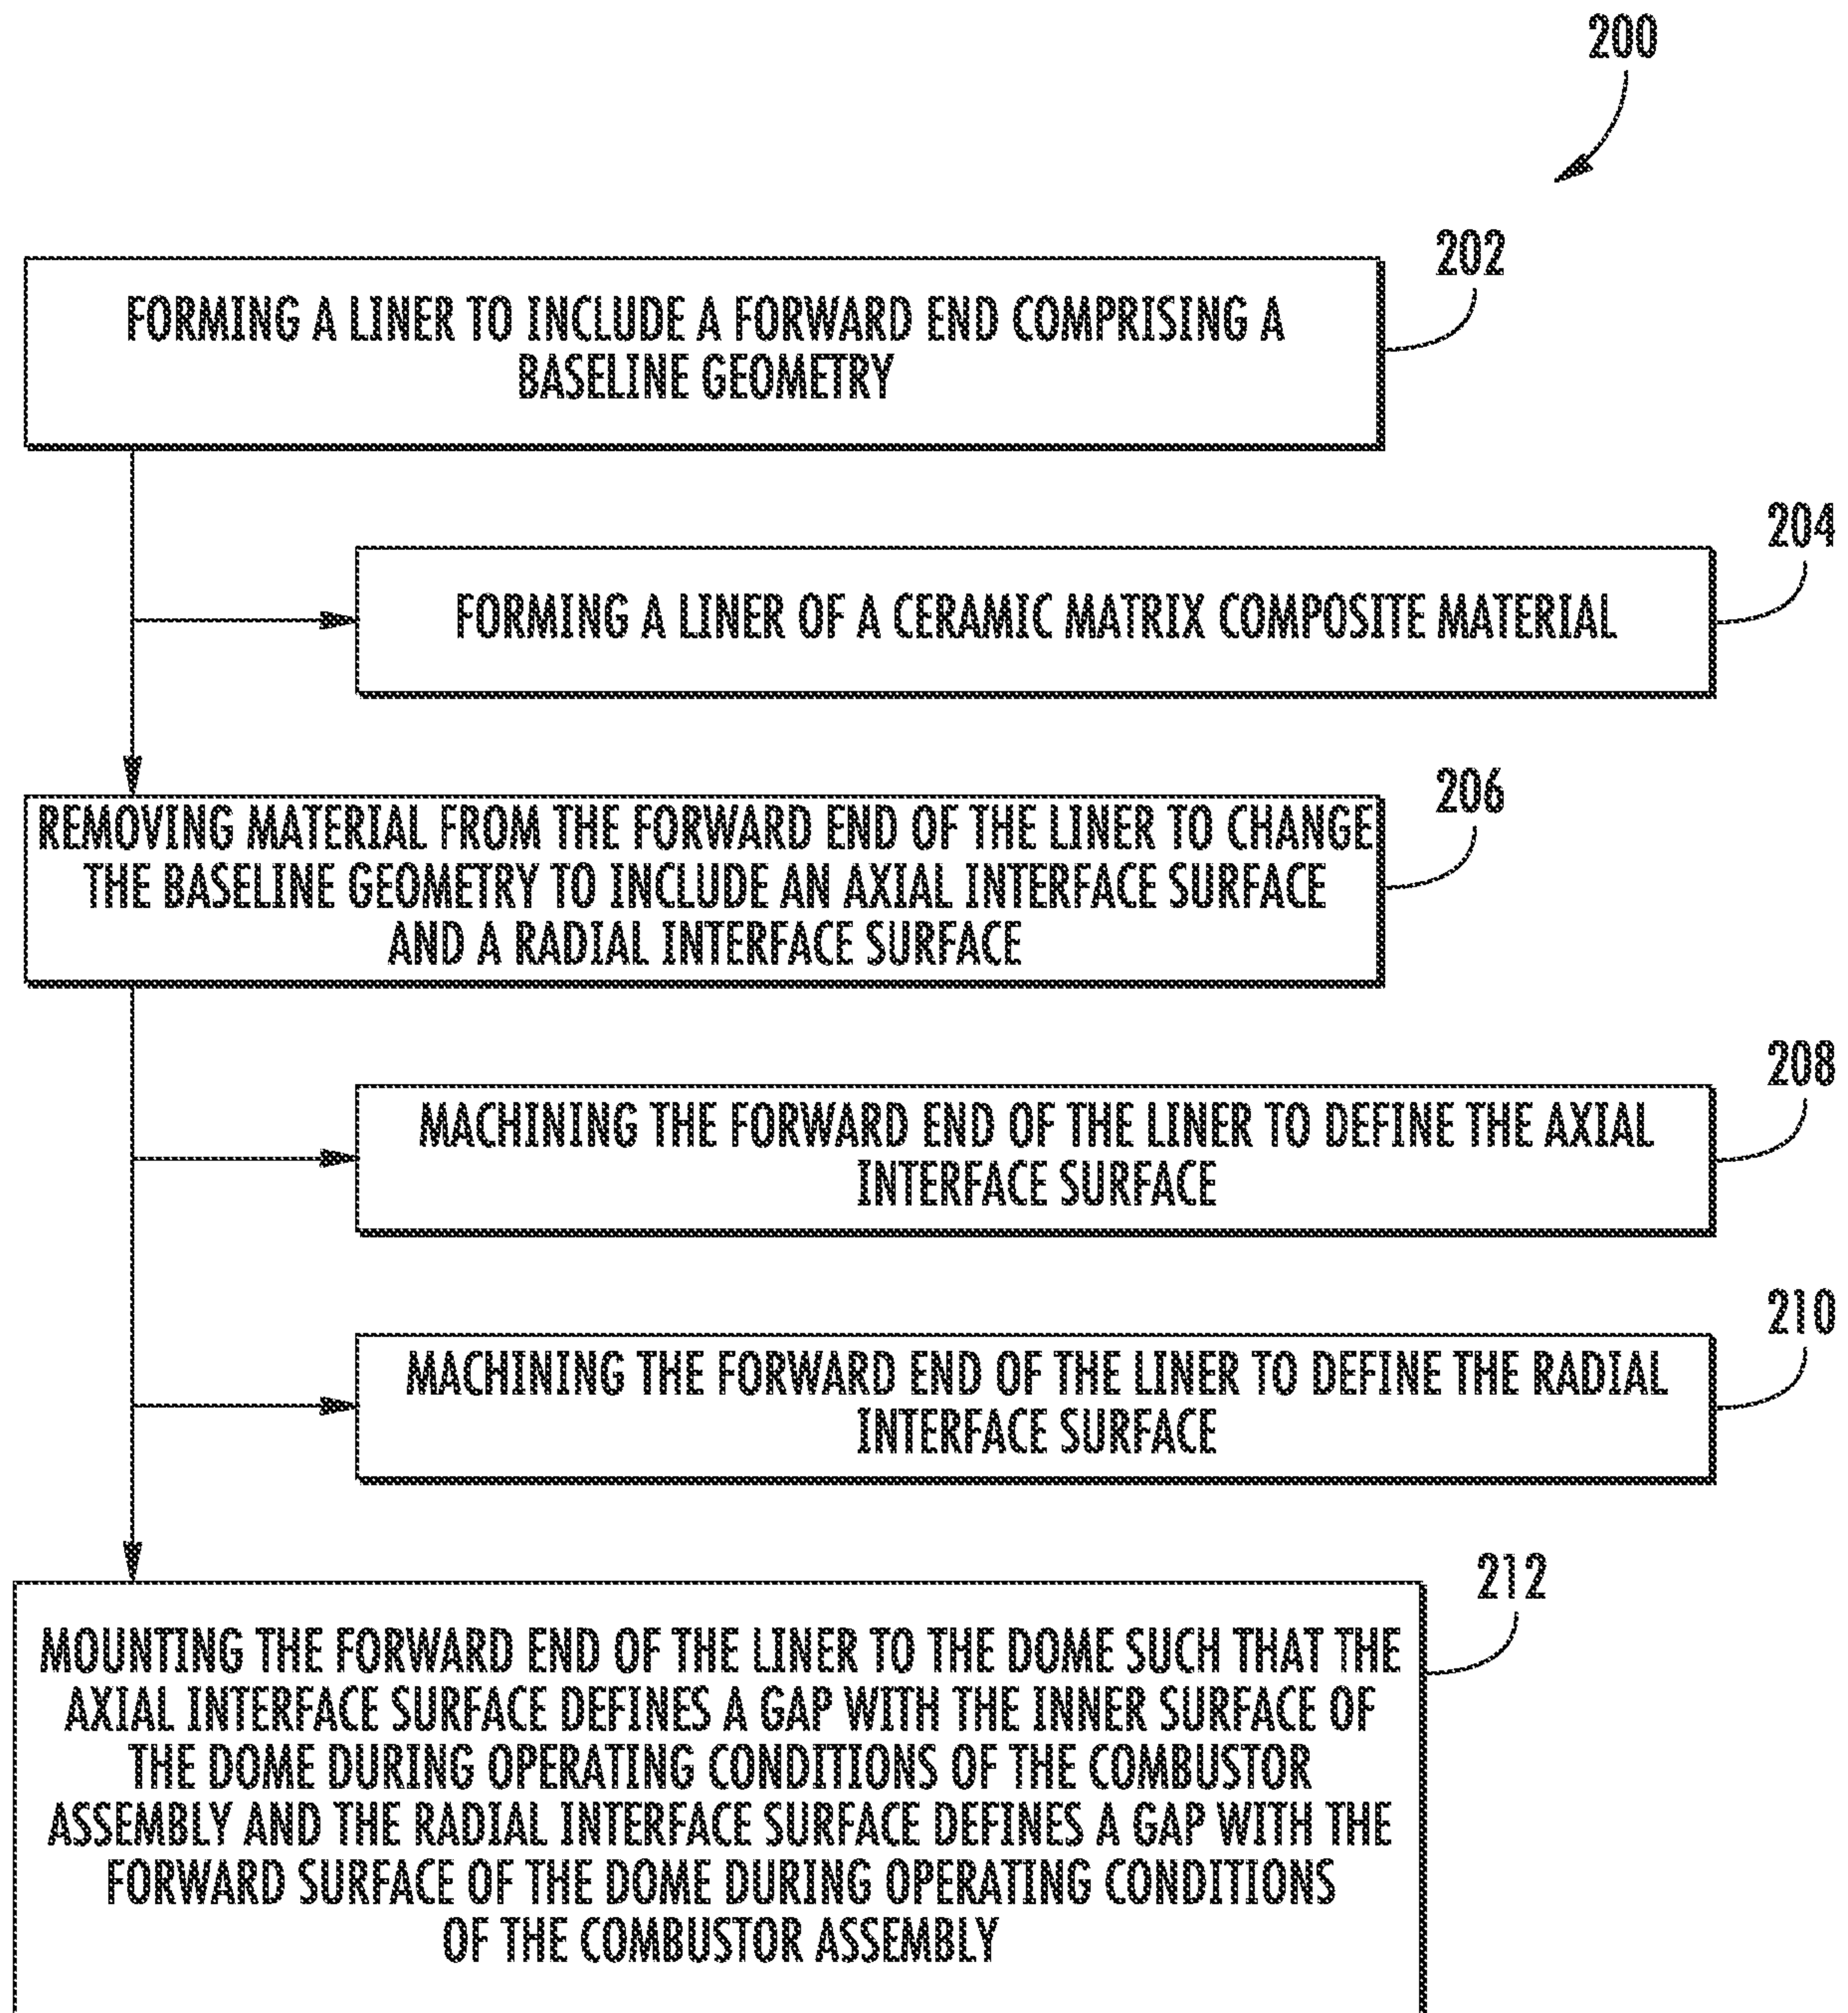 200
202
FORMING A LINER TO INCLUDE A FORWARD END COMPRISING A
BASELINE GEOMETRY
204
FORMING A LINER OF A CERAMIC MATRIX COMPOSITE MATERIAL
206
REMOVING MATERIAL FROM THE FORWARD END OF THE LINER TO CHANGE
THE BASELINE GEOMETRY TO INCLUDE AN AXIAL INTERFACE SURFACE
AND A RADIAL INTERFACE SURFACE
208
MACHINING THE FORWARD END OF THE LINER TO DEFINE THE AXIAL
INTERFACE SURFACE
210
MACHINING THE FORWARD END OF THE LINER TO DEFINE THE RADIAL
INTERFACE SURFACE
212
MOUNTING THE FORWARD END OF THE LINER TO THE DOME SUCH THAT THE
AXIAL INTERFACE SURFACE DEFINES A GAP WITH THE INNER SURFACE OF
THE DOME DURING OPERATING CONDITIONS OF THE COMBUSTOR
ASSEMBLY AND THE RADIAL INTERFACE SURFACE DEFINES A GAP WITH THE
FORWARD SURFACE OF THE DOME DURING OPERATING CONDITIONS
OF THE COMBUSTOR ASSEMBLY